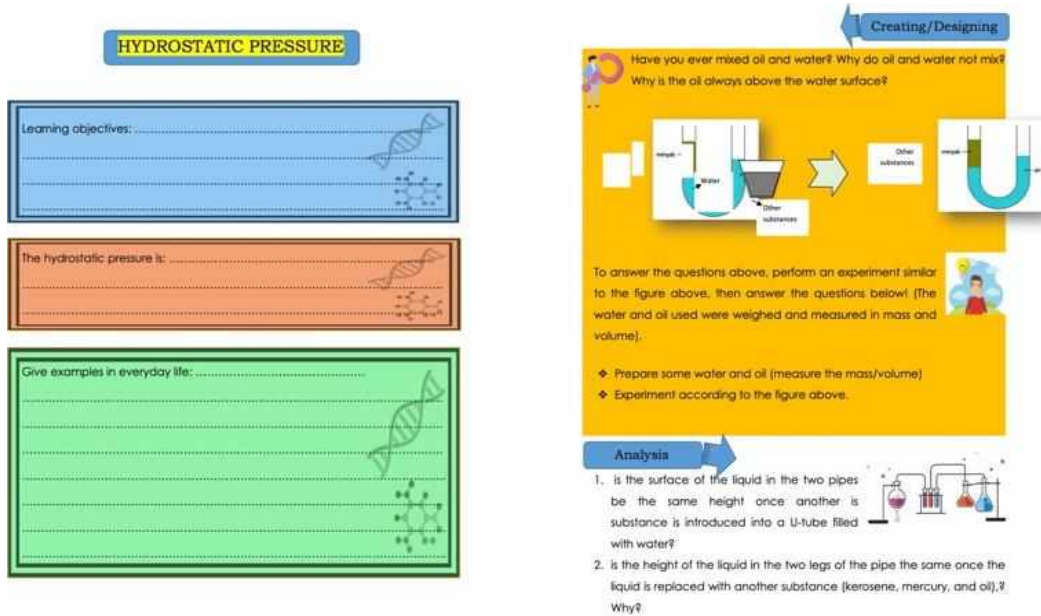 HYDROSTATIC PRESSURE
Learning objectives:
The hydrostatic pressure is:
Give examples in everyday life:
Creating/Designing
Have you ever mixed oil and water? Why do oil and water not mix?
Why is the oil always above the water surface?
minyak
Water
Other
substances
Other
substances
minyak
To answer the questions above, perform an experiment similar
to the figure above, then answer the questions below! (The
water and oil used were weighed and measured in mass and
volume).
❖ Prepare some water and oil (measure the mass/volume)
❖ Experiment according to the figure above.
Analysis
1. is the surface of the liquid in the two pipes
be the same height once another is
substance is introduced into a U-tube filled
with water?
2. is the height of the liquid in the two legs of the pipe the same once the
liquid is replaced with another substance (kerosene, mercury, and oil),?
Why?